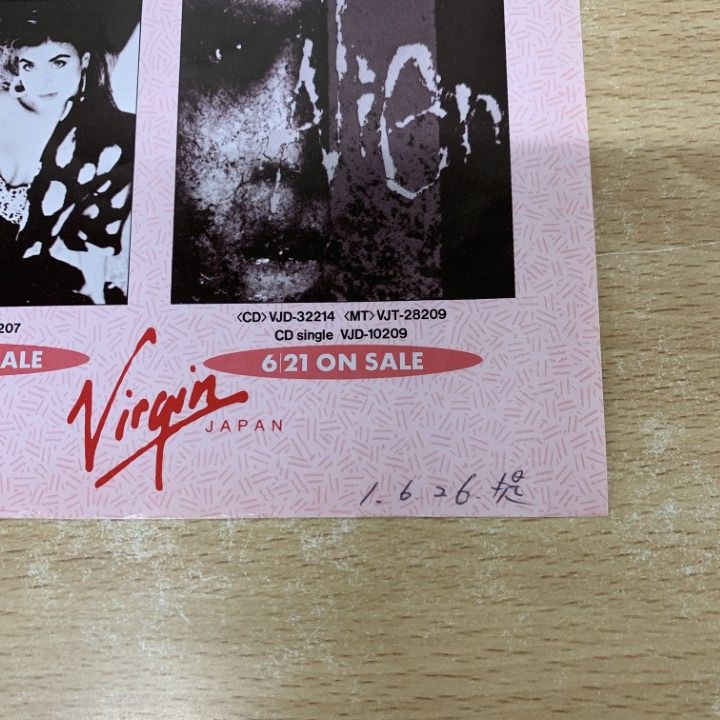 〈CD〉VJD-32214 〈MT〉VJT-28209
207
CD single VJD-10209
ALE
6|21 ON SALE
Virgin
JAPAN
1.6.26.